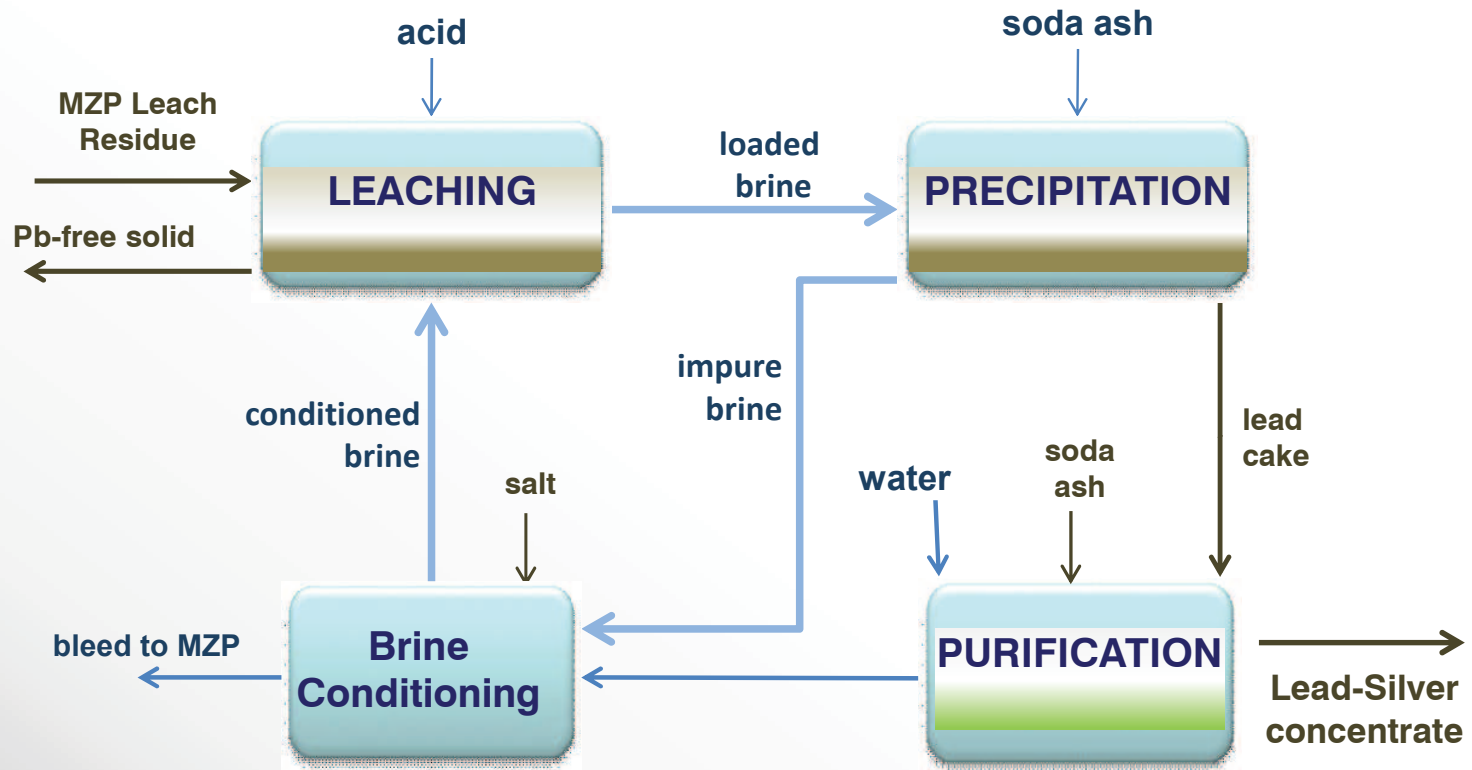 acid
soda ash
MZP Leach
Residue
LEACHING
loaded
brine
PRECIPITATION
Pb-free solid
impure
brine
conditioned
brine
lead
cake
salt
water
soda
ash
bleed to MZP
Brine
Conditioning
PURIFICATION
Lead-Silver
concentrate